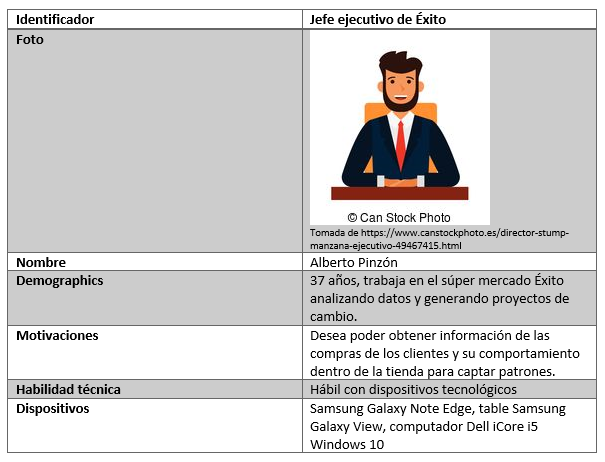 Identificador Jefe ejecutivo de Éxito
Foto
© Can Stock Photo
Tomada de https://www.canstockphoto.es/director-stump-
manzana-ejecutivo-49467415.html
Nombre Alberto Pinzón
Demographics 37 años, trabaja en el súper mercado Éxito
analizando datos y generando proyectos de
cambio.
Motivaciones Desea poder obtener información de las
compras de los clientes y su comportamiento
dentro de la tienda para captar patrones.
Habilidad técnica Hábil con dispositivos tecnológicos
Dispositivos Samsung Galaxy Note Edge, table Samsung
Galaxy View, computador Dell iCore i5
Windows 10